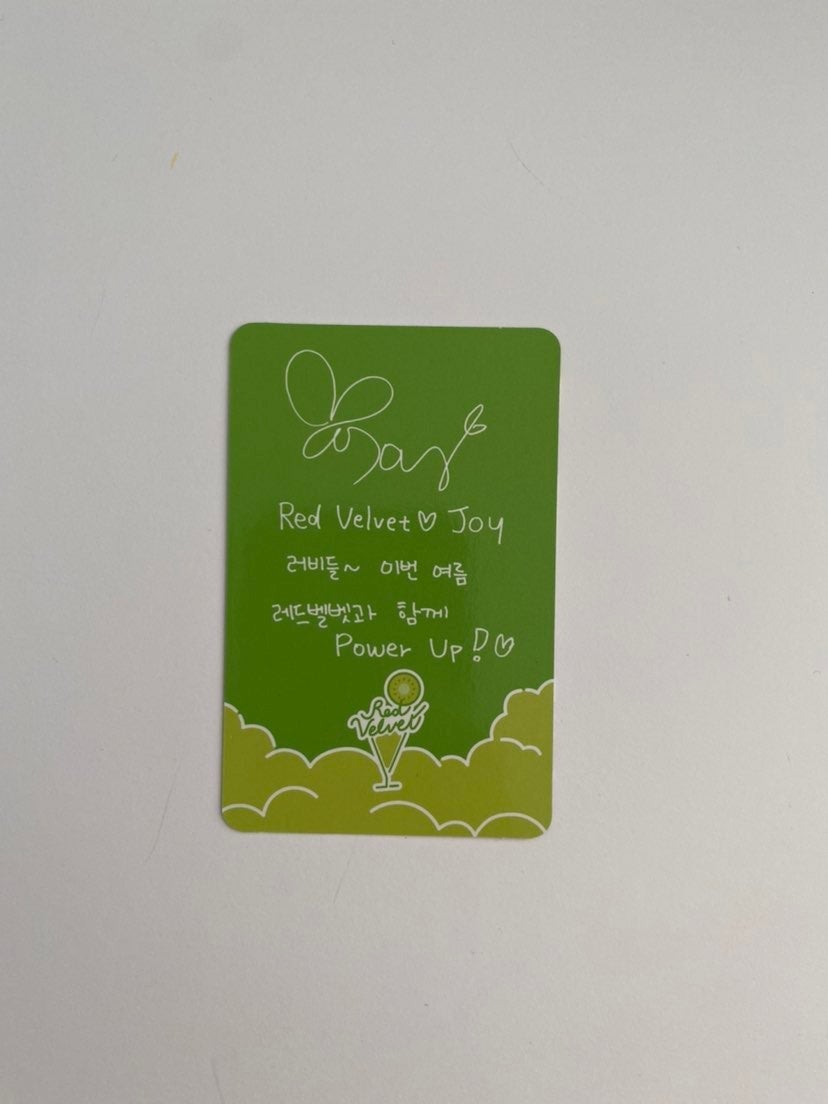 Joy
Red Velvet♡ Joy
러비들~ 이번 여름
레드벨벳과 함께
Power Up!♡
Red
Velvet